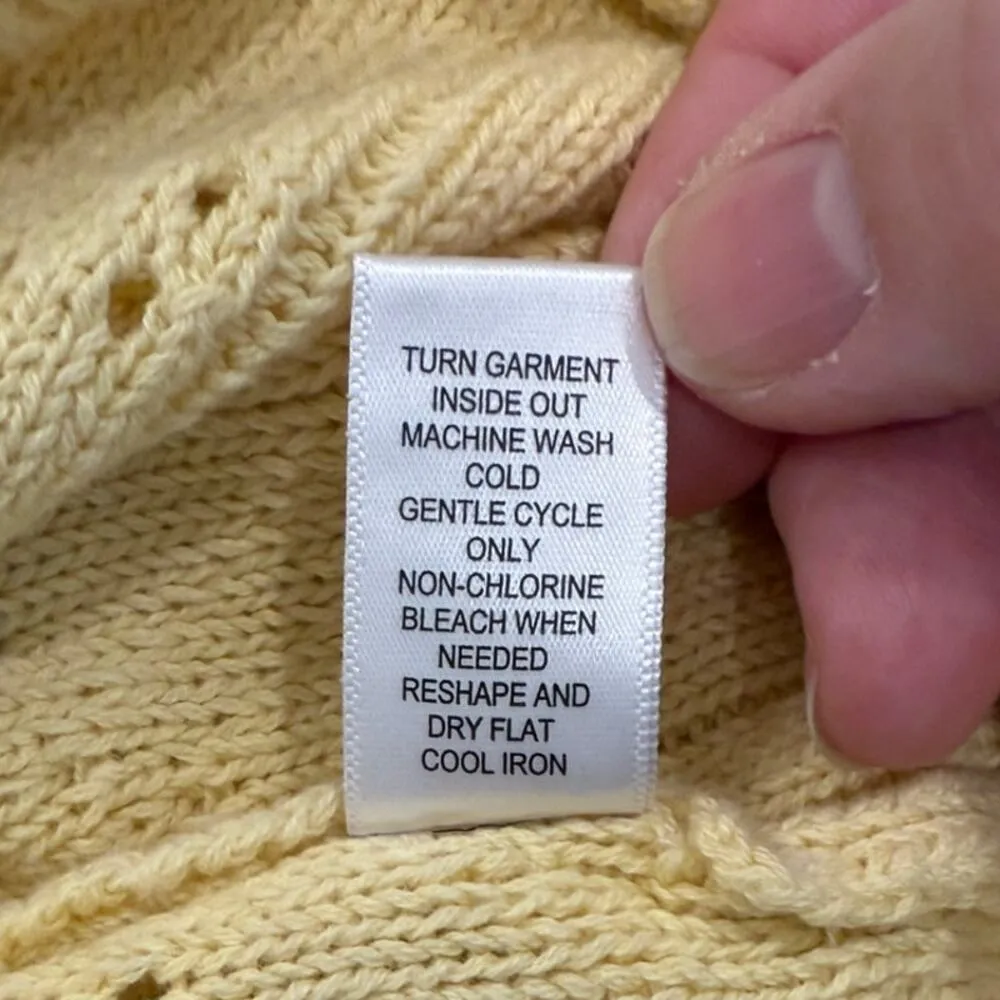 TURN GARMENT
INSIDE OUT
MACHINE WASH
COLD
GENTLE CYCLE
ONLY
NON-CHLORINE
BLEACH WHEN
NEEDED
RESHAPE AND
DRY FLAT
COOL IRON